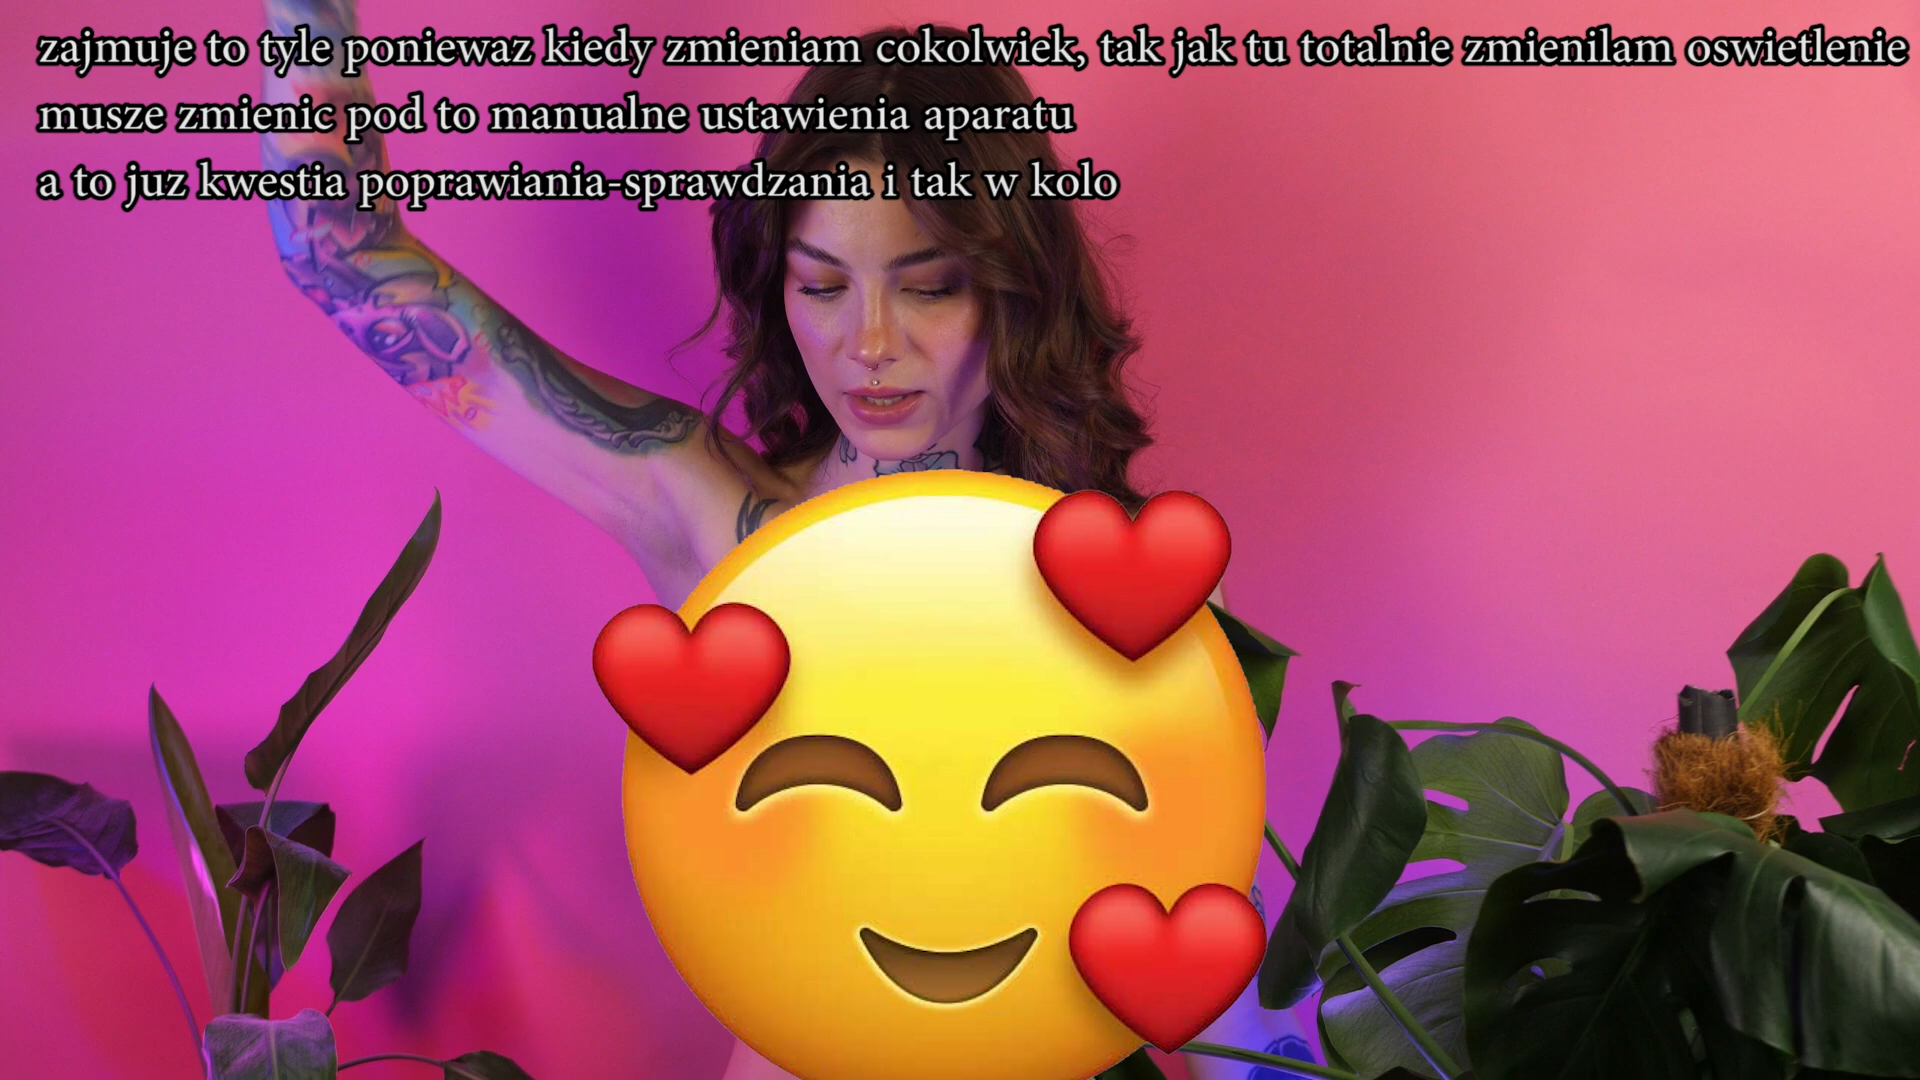 zajmuje to tyle poniewaz kiedy zmieniam cokolwiek, tak jak tu totalnie zmienilam oswietlenie
musze zmienic pod to manualne ustawienia aparatu
a to juz kwestia poprawiania-sprawdzania i tak w kolo